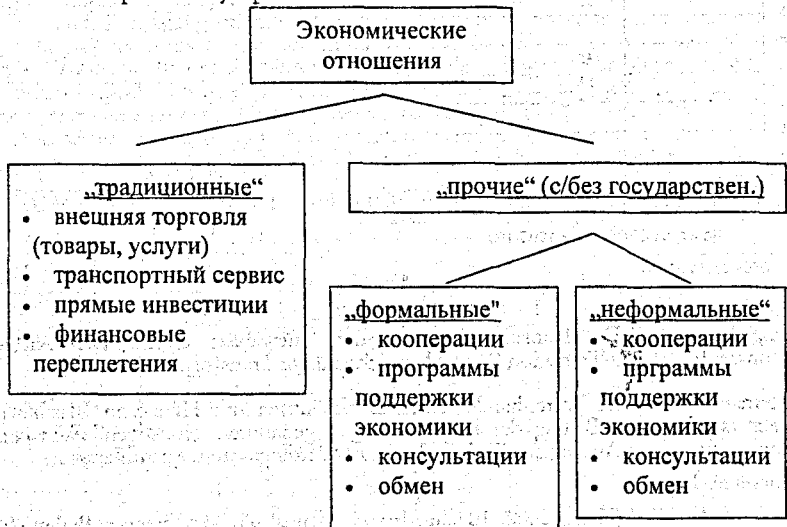 Экономические
отношения
„традиционные“
• внешняя торговля
(товары, услуги)
• транспортный сервис
• прямые инвестиции
• финансовые
переплетения
„прочие“ (с/без государствен.)
„формальные"
• кооперации
• программы
поддержки
экономики
• консультации
• обмен
„неформальные“
• кооперации
• прграммы
поддержки
экономики
• консультации
• обмен